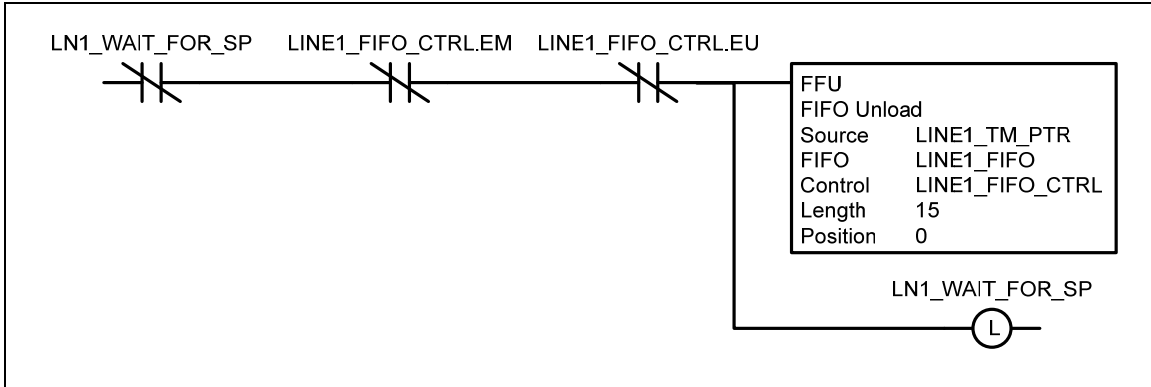 LN1_WAIT_FOR_SP LINE1_FIFO_CTRL.EM LINE1_FIFO_CTRL.EU
FFU
FIFO Unload
Source LINE1_TM_PTR
FIFO LINE1_FIFO
Control LINE1_FIFO_CTRL
Length 15
Position 0
LN1_WAIT_FOR_SP
L